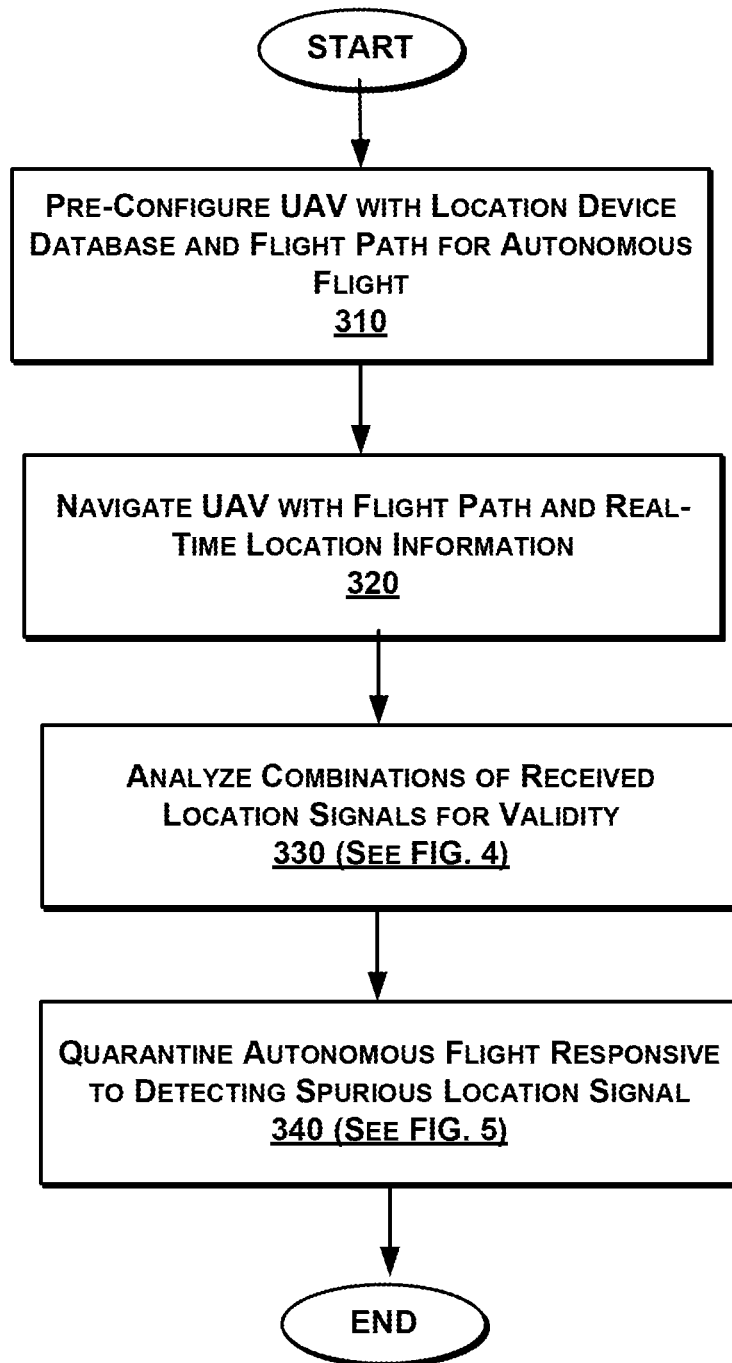 START
PRE-CONFIGURE UAV WITH LOCATION DEVICE
DATABASE AND FLIGHT PATH FOR AUTONOMOUS
FLIGHT
310
NAVIGATE UAV WITH FLIGHT PATH AND REAL-
TIME LOCATION INFORMATION
320
ANALYZE COMBINATIONS OF RECEIVED
LOCATION SIGNALS FOR VALIDITY
330 (SEE FIG. 4)
QUARANTINE AUTONOMOUS FLIGHT RESPONSIVE
TO DETECTING SPURIOUS LOCATION SIGNAL
340 (SEE FIG. 5)
END